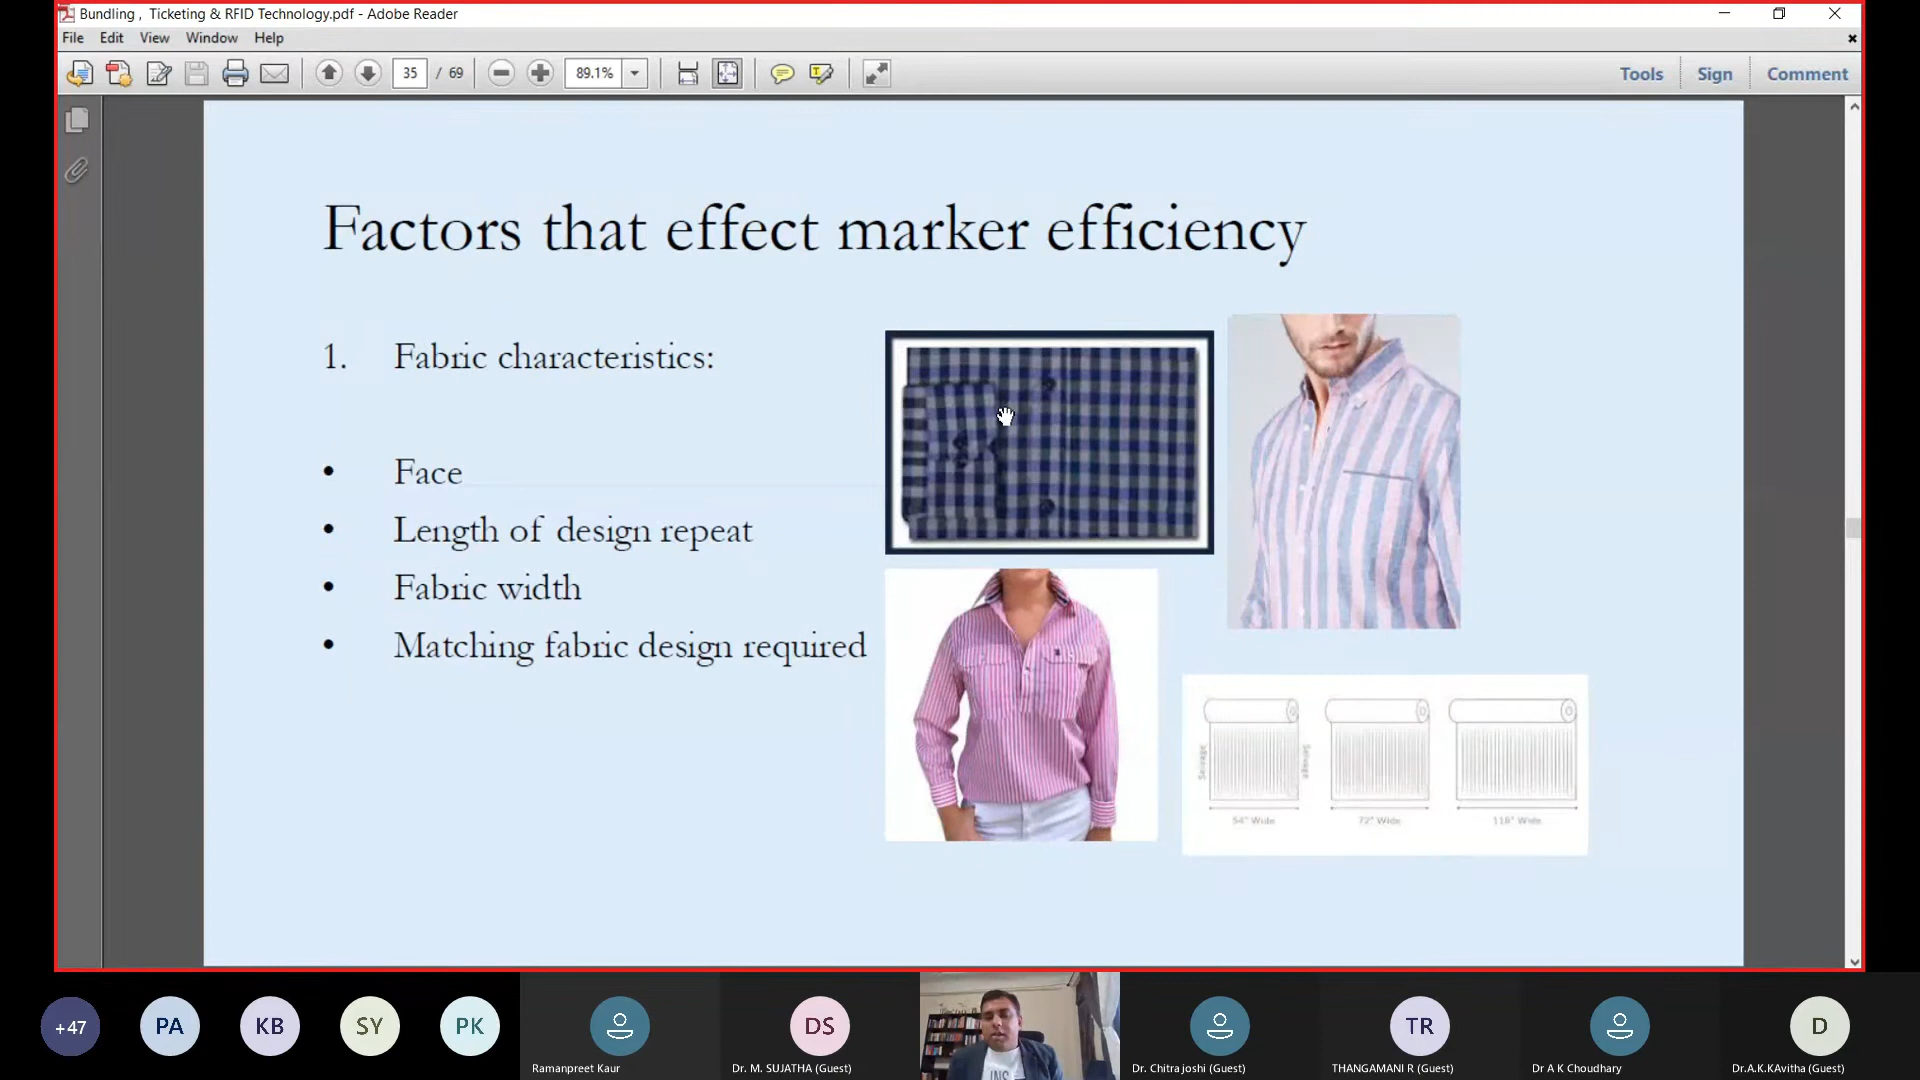 Bundling , Ticketing & RFID Technology.pdf - Adobe Reader
File Edit View Window Help
35 / 69 89.1% Tools Sign Comment
Factors that effect marker efficiency
1. Fabric characteristics:
• Face
• Length of design repeat
• Fabric width
• Matching fabric design required
Selvage Selvage
54" Wide 72" Wide 118" Wide
+47 PA KB SY PK DS TR D
Ramanpreet Kaur Dr. M. SUJATHA (Guest) Dr. Chitra joshi (Guest) THANGAMANI R (Guest) Dr A K Choudhary Dr.A.K.KAvitha (Guest)